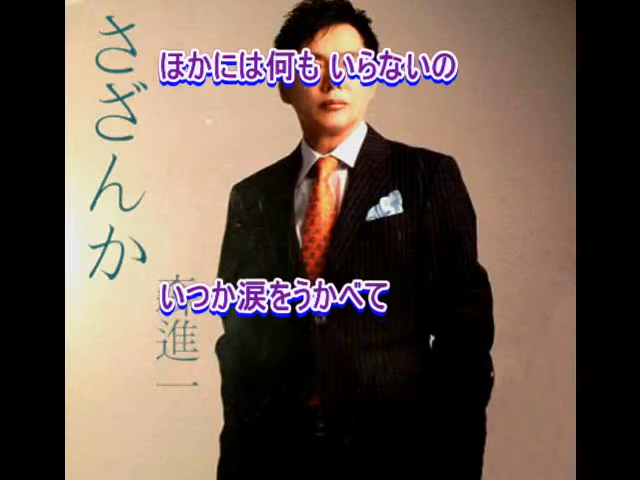 さざんか
ほかには何も いらないの
いつか涙をうかべて
進一